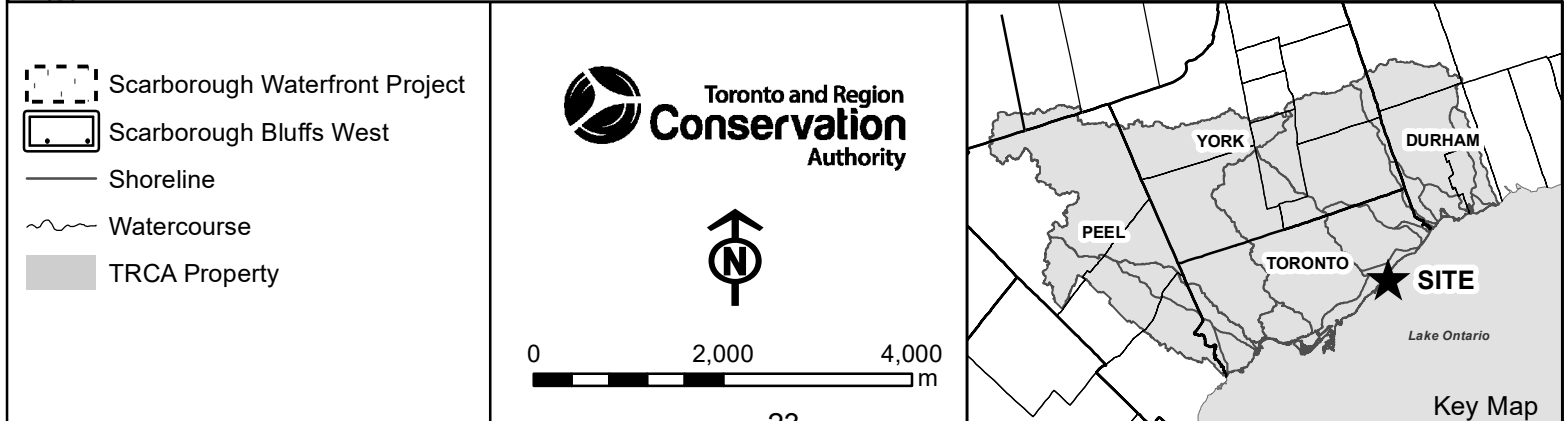 Scarborough Waterfront Project
Scarborough Bluffs West
Shoreline
Watercourse
TRCA Property
Toronto and Region
Conservation
Authority
N
0 2,000 4,000
m
YORK
DURHAM
PEEL
TORONTO
SITE
Lake Ontario
Key Map